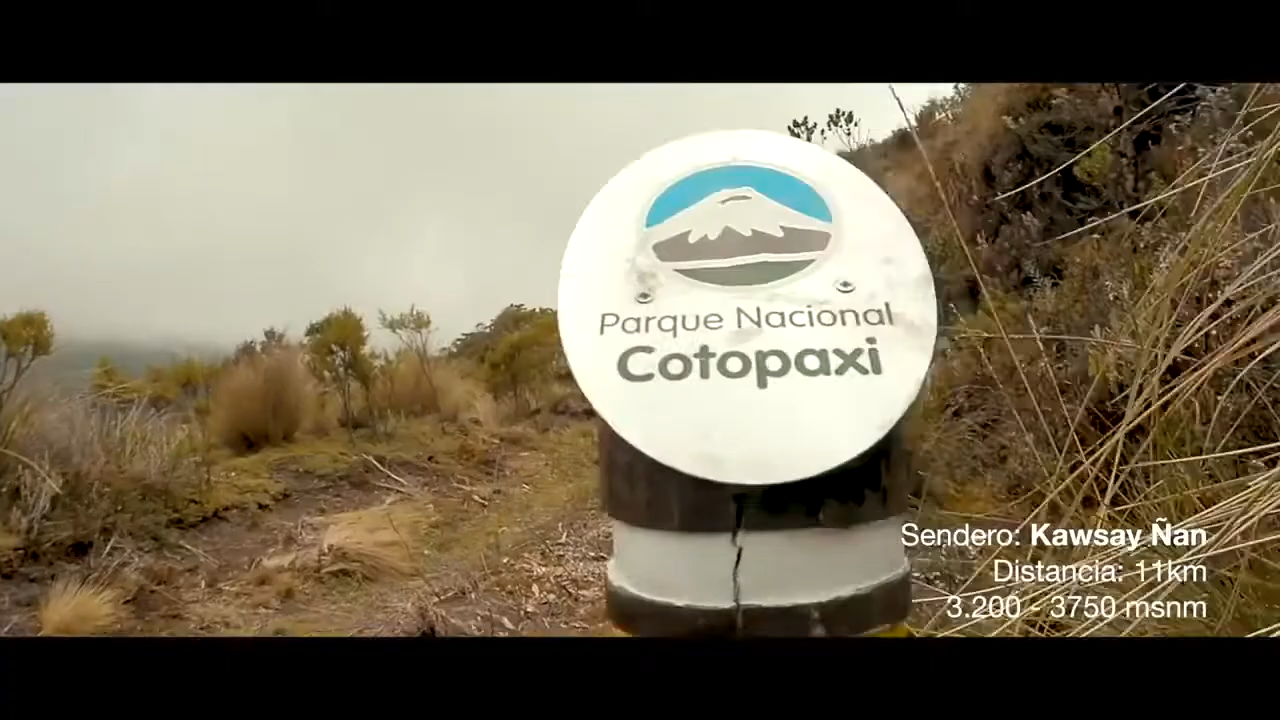 Parque Nacional
Cotopaxi
Sendero: Kawsay Ñan
Distancia: 11km
3.200 - 3750 msnm